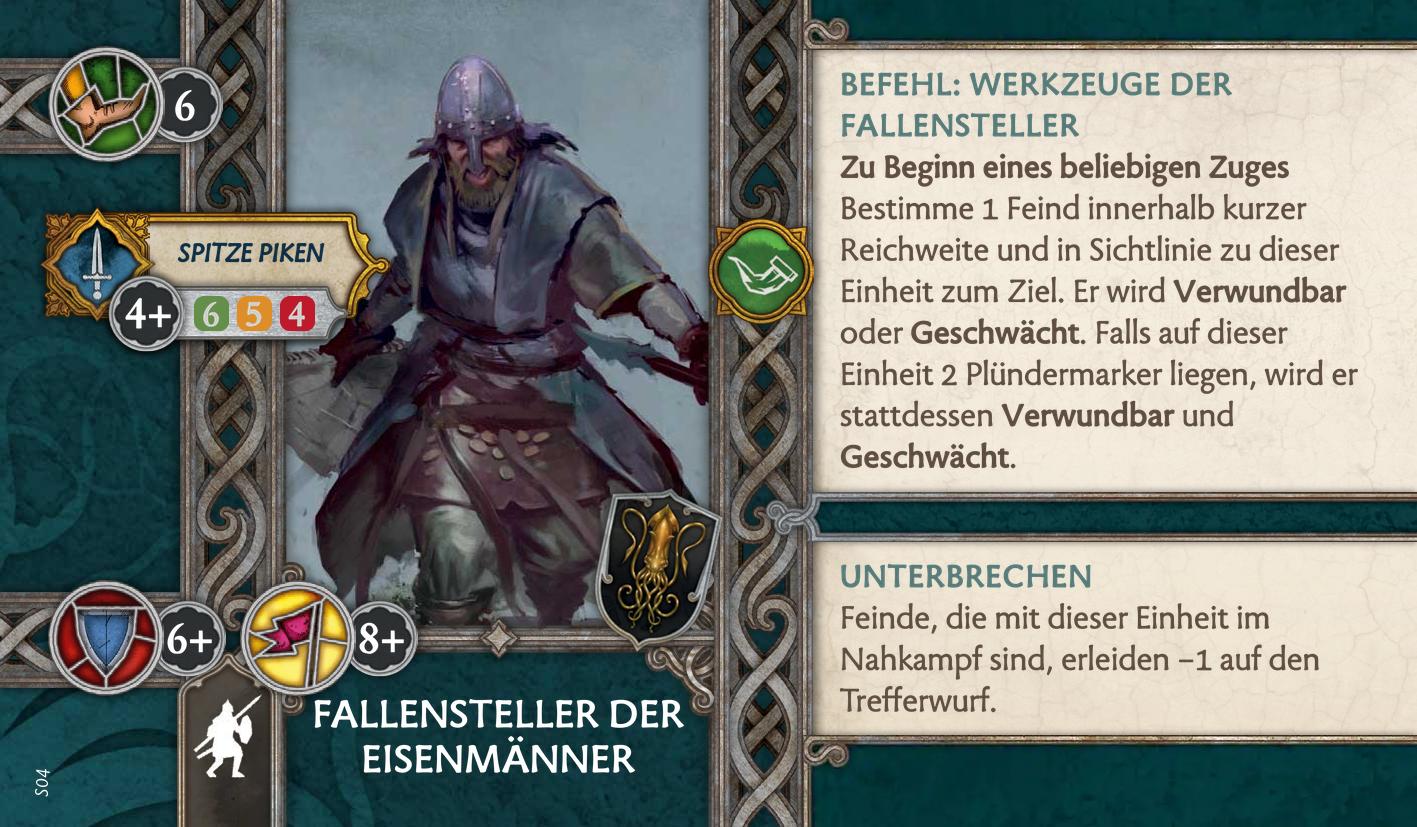 6
SPITZE PIKEN
4+ 6 5 4
6+ 8+
FALLENSTELLER DER
EISENMÄNNER
S04
BEFEHL: WERKZEUGE DER
FALLENSTELLER
Zu Beginn eines beliebigen Zuges
Bestimme 1 Feind innerhalb kurzer
Reichweite und in Sichtlinie zu dieser
Einheit zum Ziel. Er wird Verwundbar
oder Geschwächt. Falls auf dieser
Einheit 2 Plündermarker liegen, wird er
stattdessen Verwundbar und
Geschwächt.
UNTERBRECHEN
Feinde, die mit dieser Einheit im
Nahkampf sind, erleiden −1 auf den
Trefferwurf.